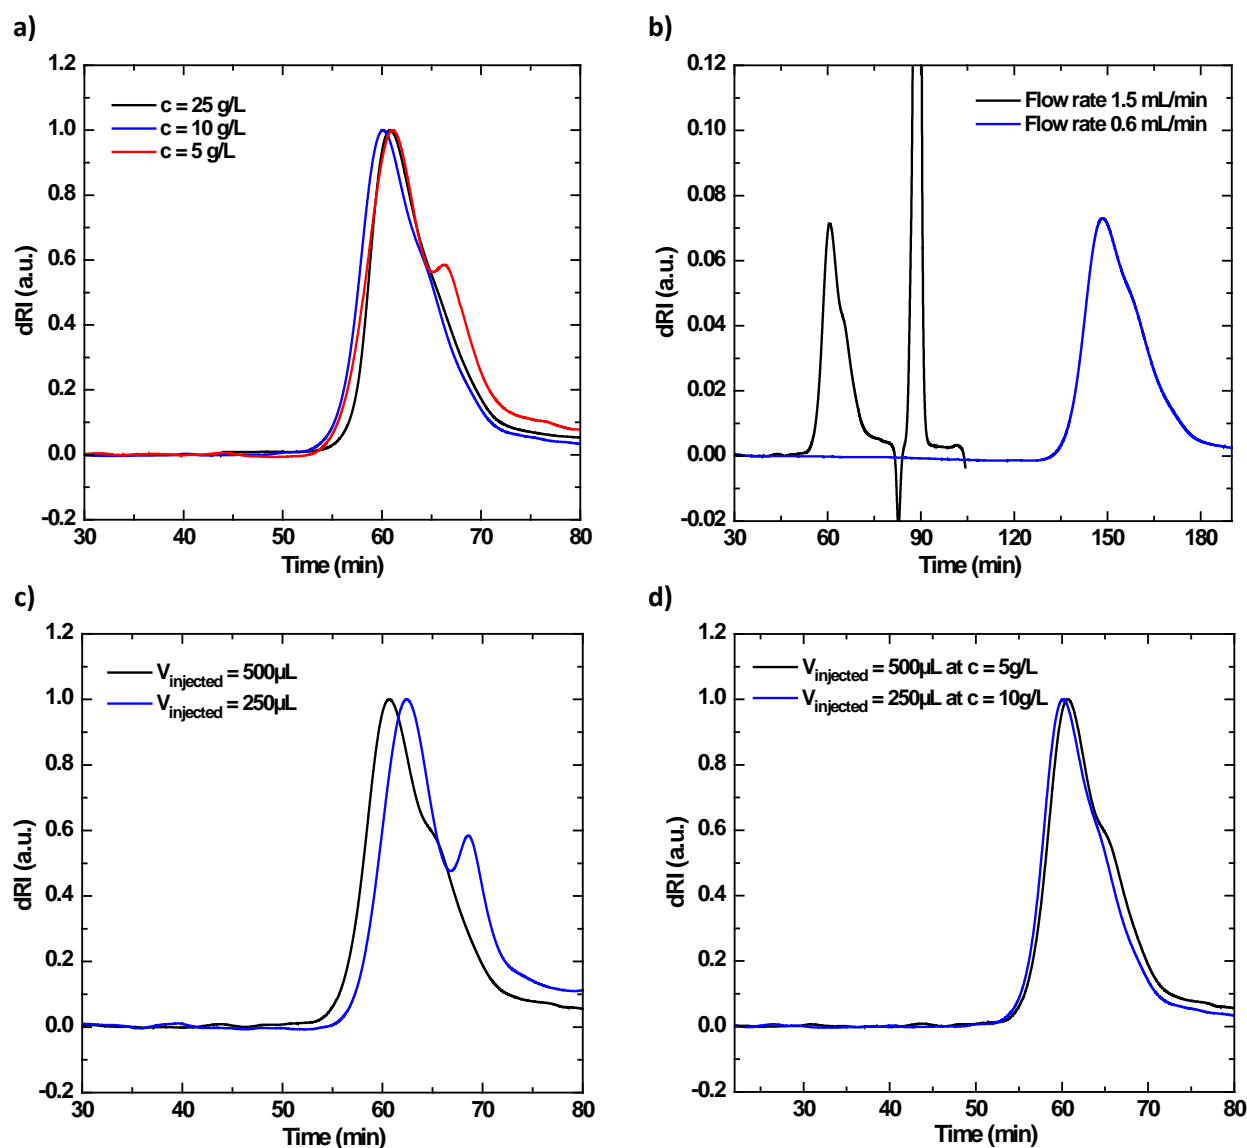 a)
1.2
1.0
0.8
0.6
0.4
0.2
0.0
-0.2
dRI (a.u.)
c = 25 g/L
c = 10 g/L
c = 5 g/L
30 40 50 60 70 80
Time (min)
b)
0.12
0.10
0.08
0.06
0.04
0.02
0.00
-0.02
dRI (a.u.)
Flow rate 1.5 mL/min
Flow rate 0.6 mL/min
30 60 90 120 150 180
Time (min)
c)
1.2
1.0
0.8
0.6
0.4
0.2
0.0
-0.2
dRI (a.u.)
Vinjected = 500µL
Vinjected = 250µL
30 40 50 60 70 80
Time (min)
d)
1.2
1.0
0.8
0.6
0.4
0.2
0.0
-0.2
dRI (a.u.)
Vinjected = 500µL at c = 5g/L
Vinjected = 250µL at c = 10g/L
30 40 50 60 70 80
Time (min)